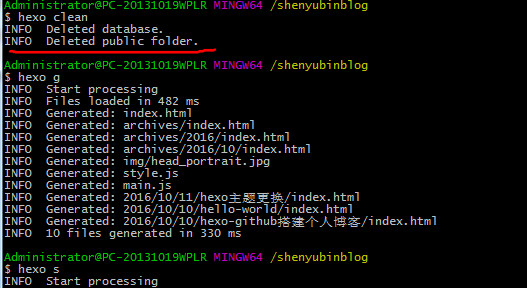 Administrator@PC-20131019WPLR MINGW64 /shenyubinblog
$ hexo clean
INFO  Deleted database.
INFO  Deleted public folder.
Administrator@PC-20131019WPLR MINGW64 /shenyubinblog
$ hexo g
INFO  Start processing
INFO  Files loaded in 482 ms
INFO  Generated: index.html
INFO  Generated: archives/index.html
INFO  Generated: archives/2016/index.html
INFO  Generated: archives/2016/10/index.html
INFO  Generated: img/head_portrait.jpg
INFO  Generated: style.js
INFO  Generated: main.js
INFO  Generated: 2016/10/11/hexo主题更换/index.html
INFO  Generated: 2016/10/10/hello-world/index.html
INFO  Generated: 2016/10/10/hexo-github搭建个人博客/index.html
INFO  10 files generated in 330 ms
Administrator@PC-20131019WPLR MINGW64 /shenyubinblog
$ hexo s
INFO  Start processing